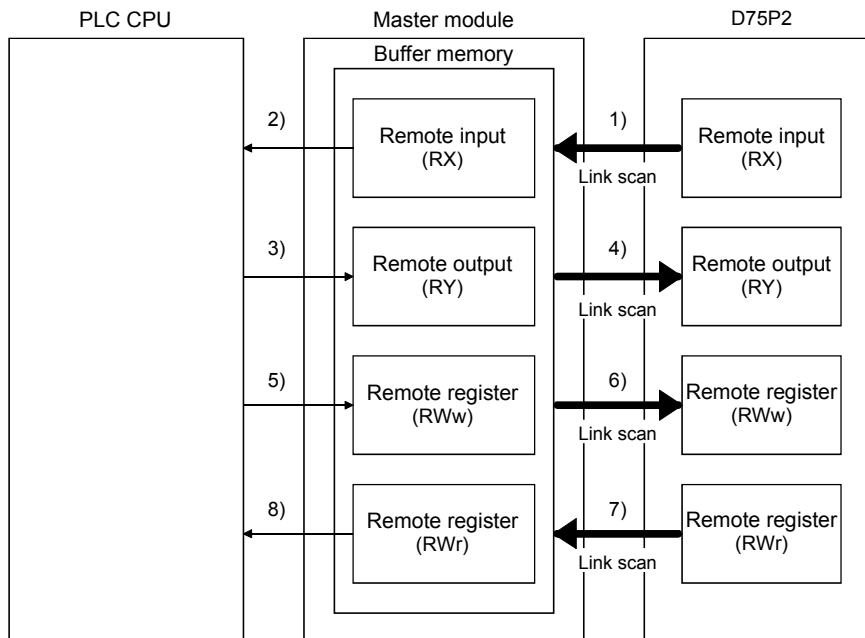 PLC CPU
Master module
D75P2
Buffer memory
2)
Remote input
(RX)
1)
Link scan
Remote input
(RX)
3)
Remote output
(RY)
4)
Link scan
Remote output
(RY)
5)
Remote register
(RWw)
6)
Link scan
Remote register
(RWw)
8)
Remote register
(RWr)
7)
Link scan
Remote register
(RWr)